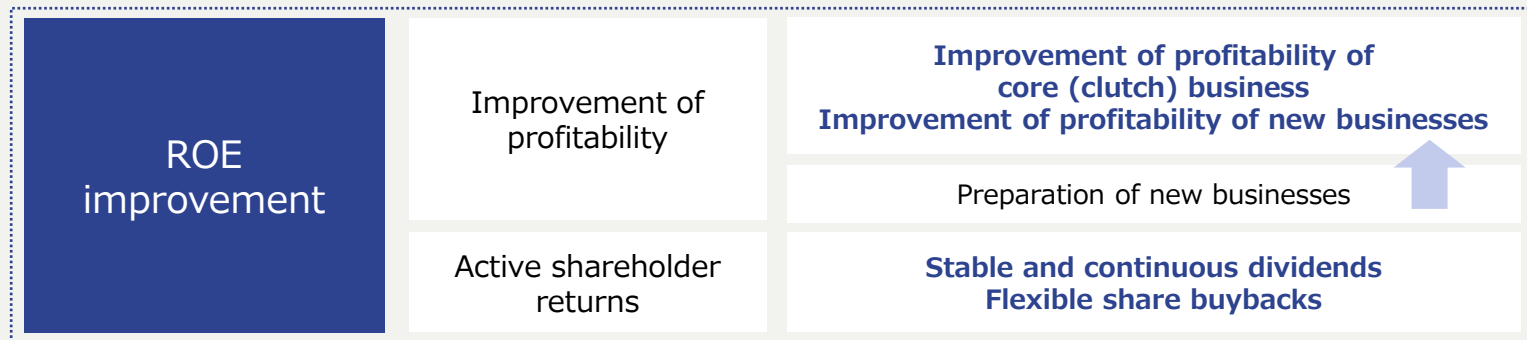 ROE
improvement
Improvement of
profitability
Improvement of profitability of
core (clutch) business
Improvement of profitability of new businesses
Preparation of new businesses
Active shareholder
returns
Stable and continuous dividends
Flexible share buybacks